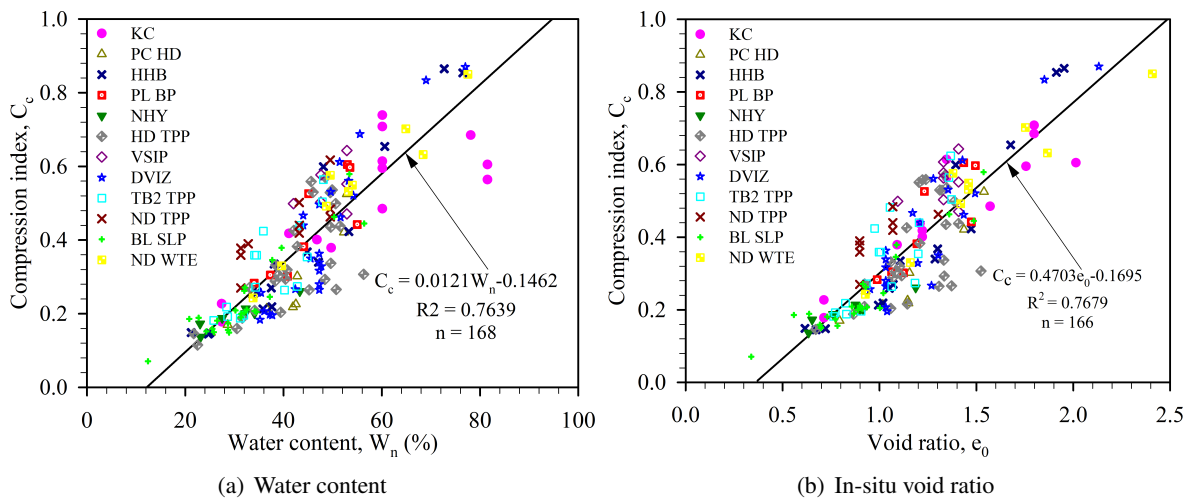 (a)
1.0
0.8
0.6
0.4
0.2
0.0
Compression index, Cc
KC
PC HD
HHB
PL BP
NHY
HD TPP
VSIP
DVIZ
TB2 TPP
ND TPP
BL SLP
ND WTE
Cc = 0.0121Wn-0.1462
R2 = 0.7639
n = 168
0 20 40 60 80 100
Water content, Wn (%)
(a) Water content
(b)
1.0
0.8
0.6
0.4
0.2
0.0
Compression index, Cc
KC
PC HD
HHB
PL BP
NHY
HD TPP
VSIP
DVIZ
TB2 TPP
ND TPP
BL SLP
ND WTE
Cc = 0.4703e0-0.1695
R² = 0.7679
n = 166
0.0 0.5 1.0 1.5 2.0 2.5
Void ratio, e0
(b) In-situ void ratio